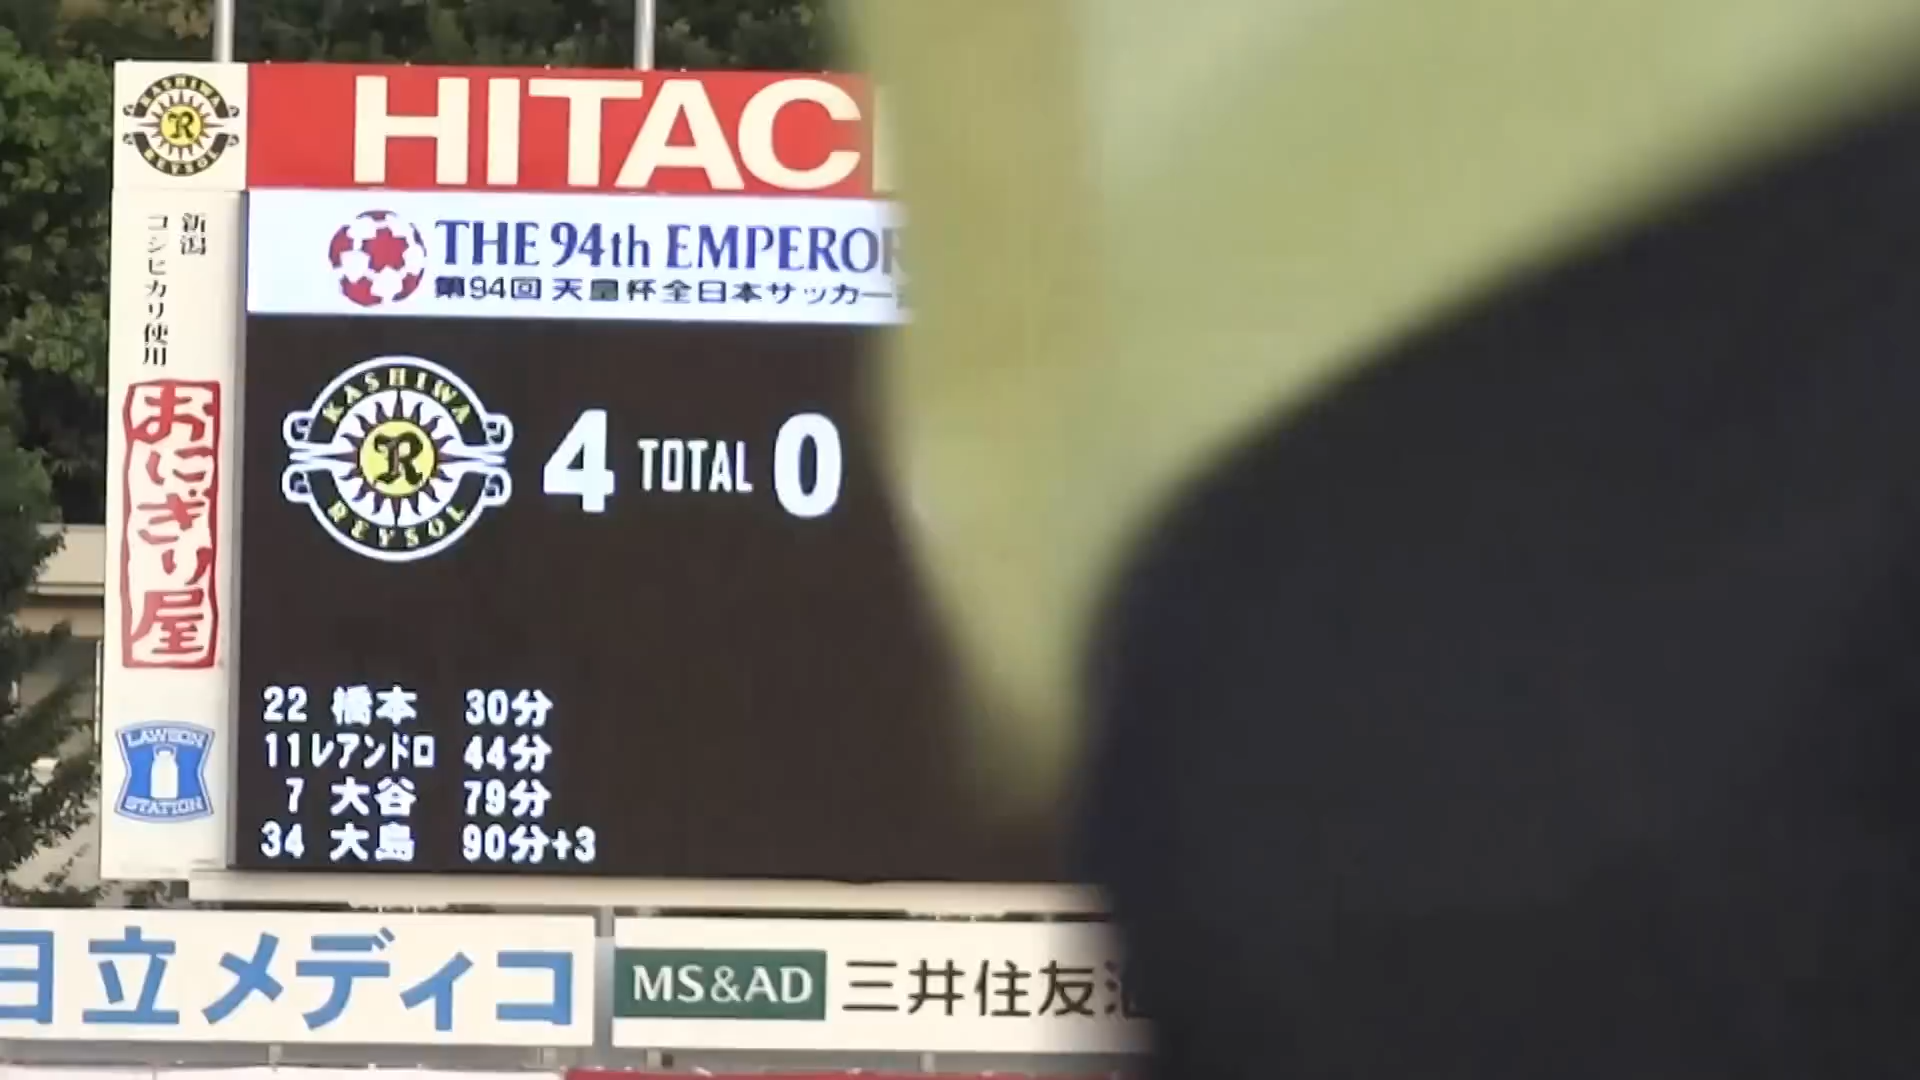 KASHIWA
R
REYSOL
HITAC
新潟
コシヒカリ使用
おにぎり屋
LAWSON
STATION
THE 94th EMPEROR
第94回 天皇杯全日本サッカー
KASHIWA
R
REYSOL
4 TOTAL 0
22 橋本 30分
11 レアンドロ 44分
7 大谷 79分
34 大島 90分+3
日立メディコ
MS&AD 三井住友